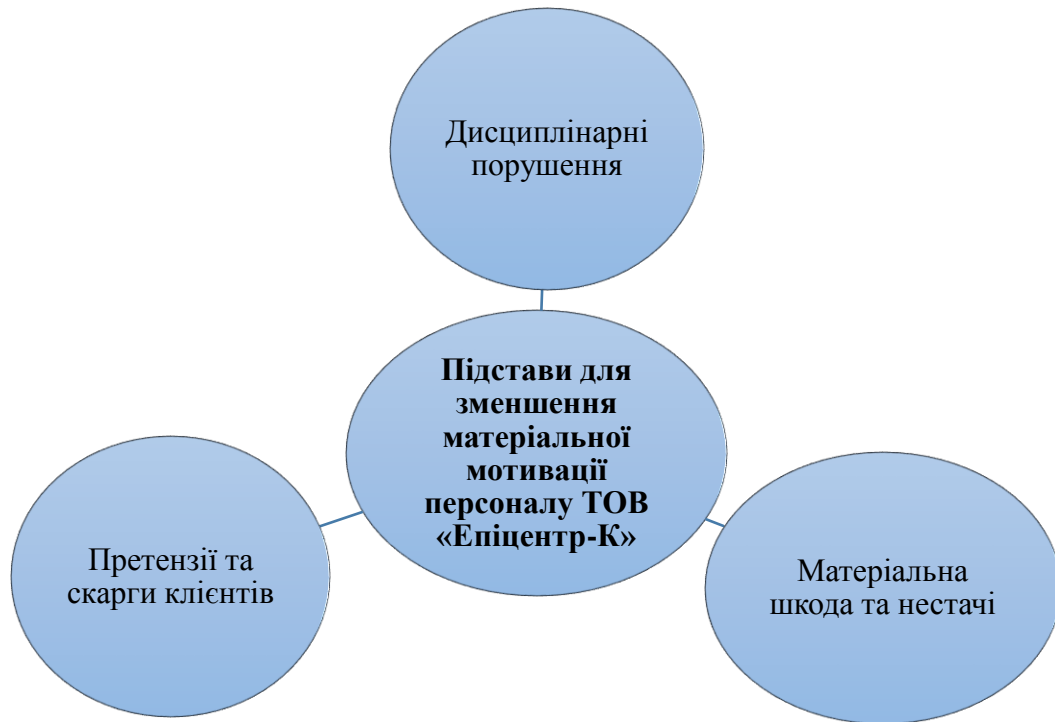 Дисциплінарні
порушення
Підстави для
зменшення
матеріальної
мотивації
персоналу ТОВ
«Епіцентр-К»
Претензії та
скарги клієнтів
Матеріальна
шкода та нестачі